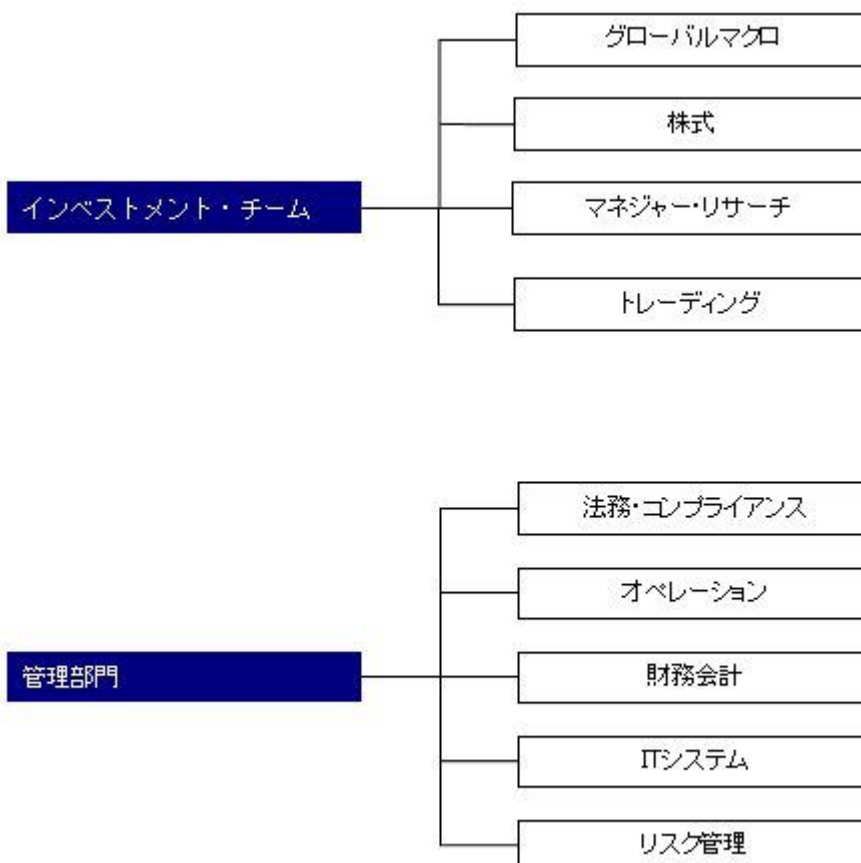 グローバルマクロ
株式
インベストメント・チーム
マネジャー・リサーチ
トレーディング
法務・コンプライアンス
オペレーション
管理部門
財務会計
ITシステム
リスク管理